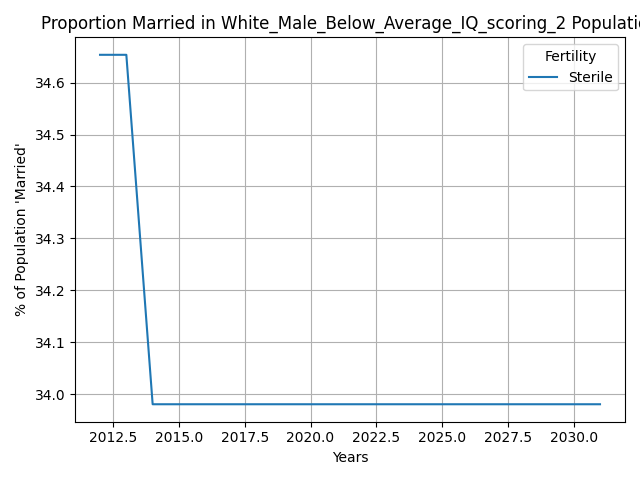 Proportion Married in White_Male_Below_Average_IQ_scoring_2 Populatio
Fertility
Sterile
% of Population 'Married'
34.6
34.5
34.4
34.3
34.2
34.1
34.0
2012.5 2015.0 2017.5 2020.0 2022.5 2025.0 2027.5 2030.0
Years